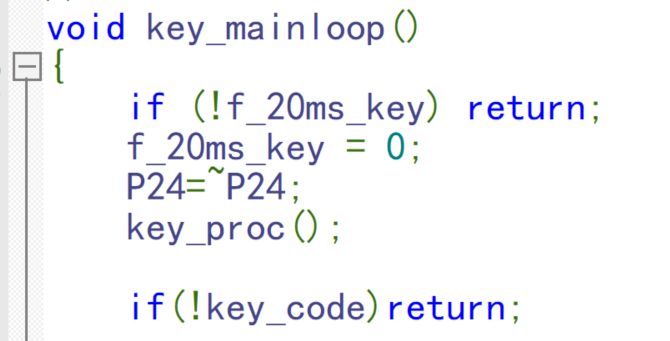 void key_mainloop()
{
if (!f_20ms_key) return;
f_20ms_key = 0;
P24=~P24;
key_proc();
if(!key_code)return;